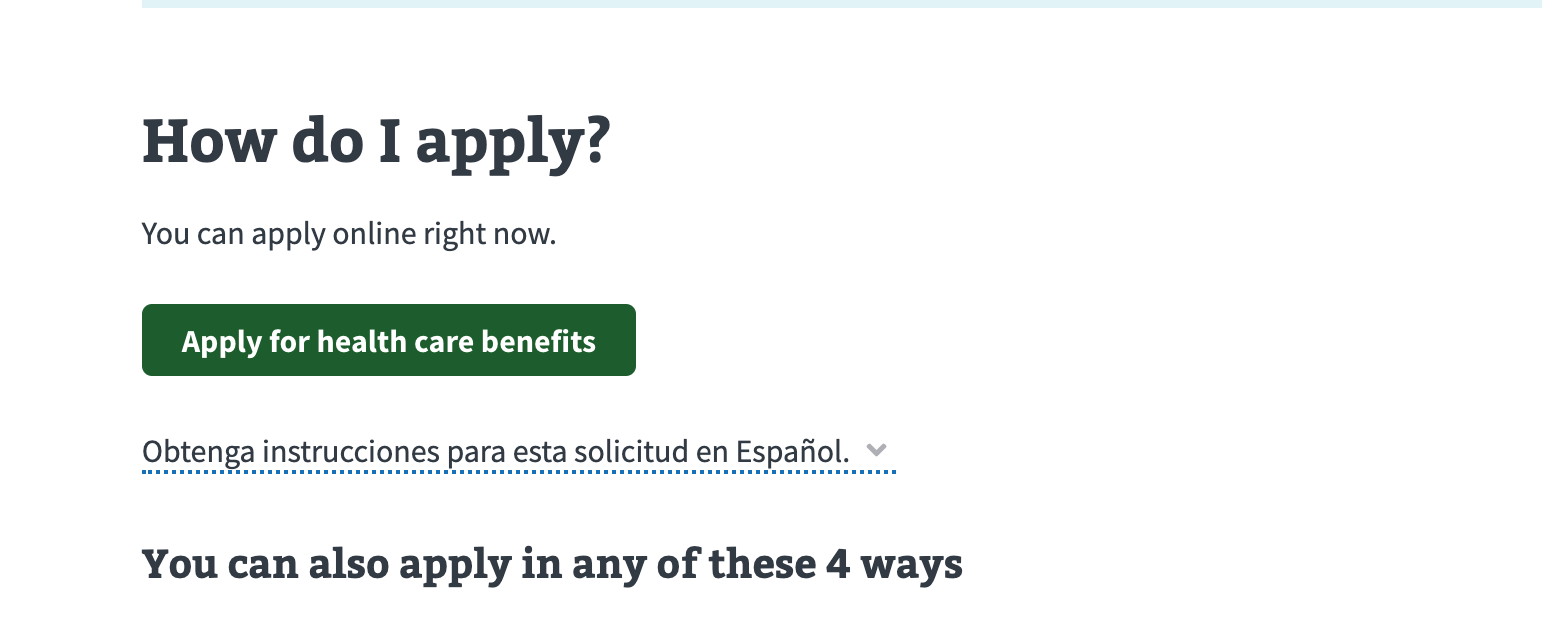 How do I apply?
You can apply online right now.
Apply for health care benefits
Obtenga instrucciones para esta solicitud en Español.
You can also apply in any of these 4 ways